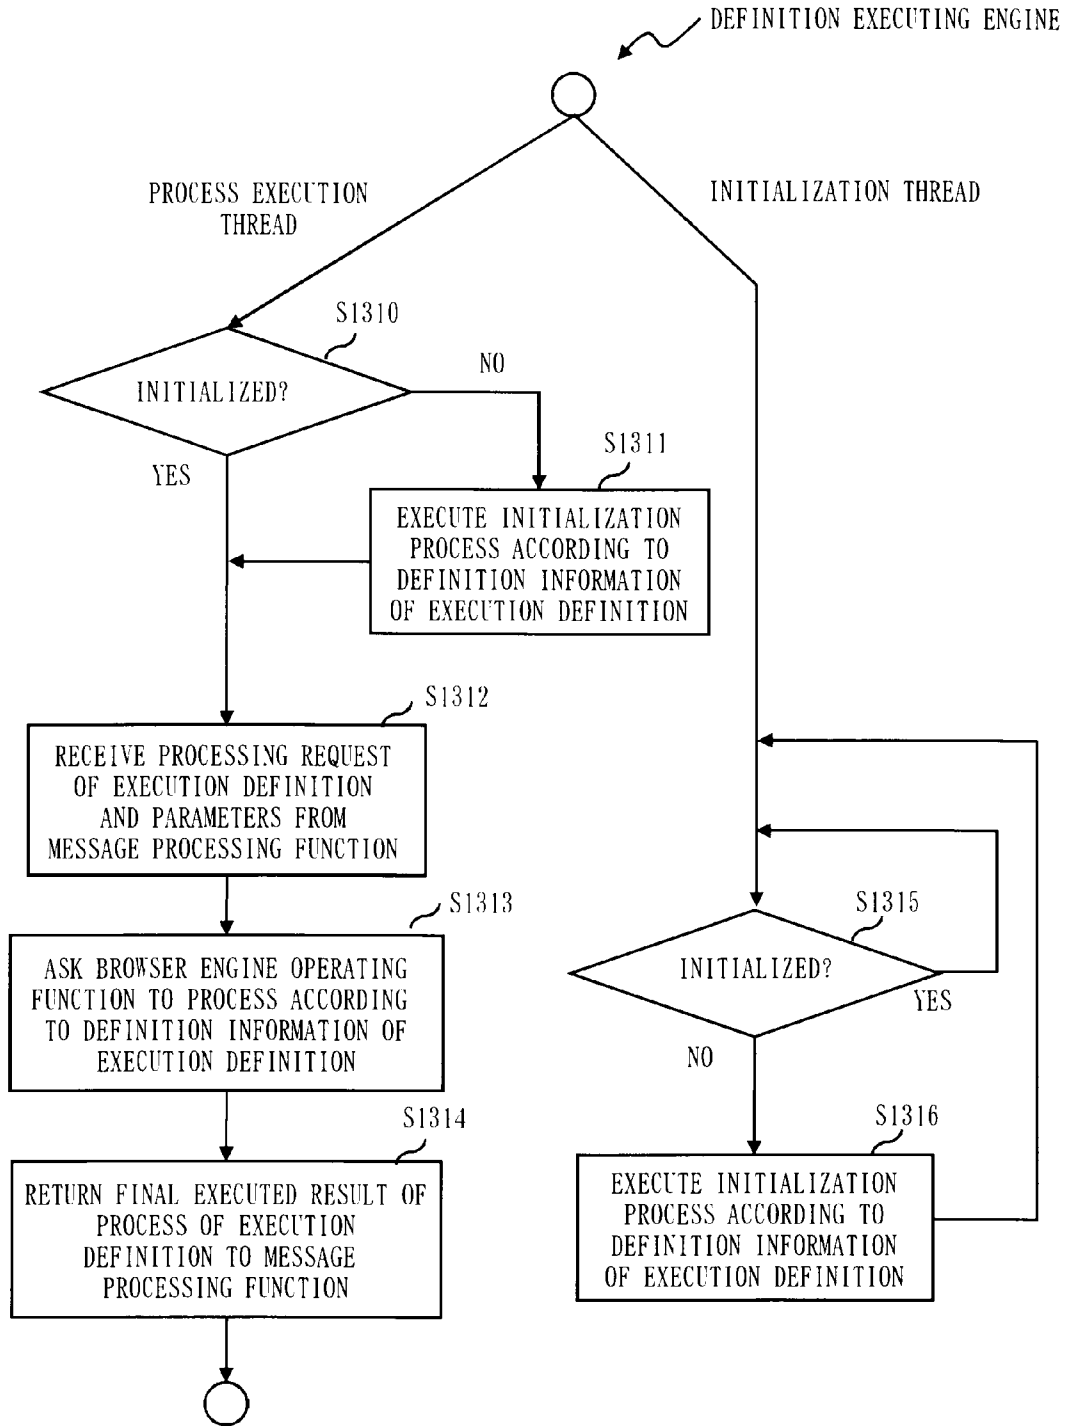 DEFINITION EXECUTING ENGINE
PROCESS EXECUTION
THREAD
INITIALIZATION THREAD
S1310
INITIALIZED?
NO
YES
S1311
EXECUTE INITIALIZATION
PROCESS ACCORDING TO
DEFINITION INFORMATION
OF EXECUTION DEFINITION
S1312
RECEIVE PROCESSING REQUEST
OF EXECUTION DEFINITION
AND PARAMETERS FROM
MESSAGE PROCESSING FUNCTION
S1313
ASK BROWSER ENGINE OPERATING
FUNCTION TO PROCESS ACCORDING
TO DEFINITION INFORMATION OF
EXECUTION DEFINITION
S1314
RETURN FINAL EXECUTED RESULT OF
PROCESS OF EXECUTION
DEFINITION TO MESSAGE
PROCESSING FUNCTION
S1315
INITIALIZED?
YES
NO
S1316
EXECUTE INITIALIZATION
PROCESS ACCORDING TO
DEFINITION INFORMATION
OF EXECUTION DEFINITION